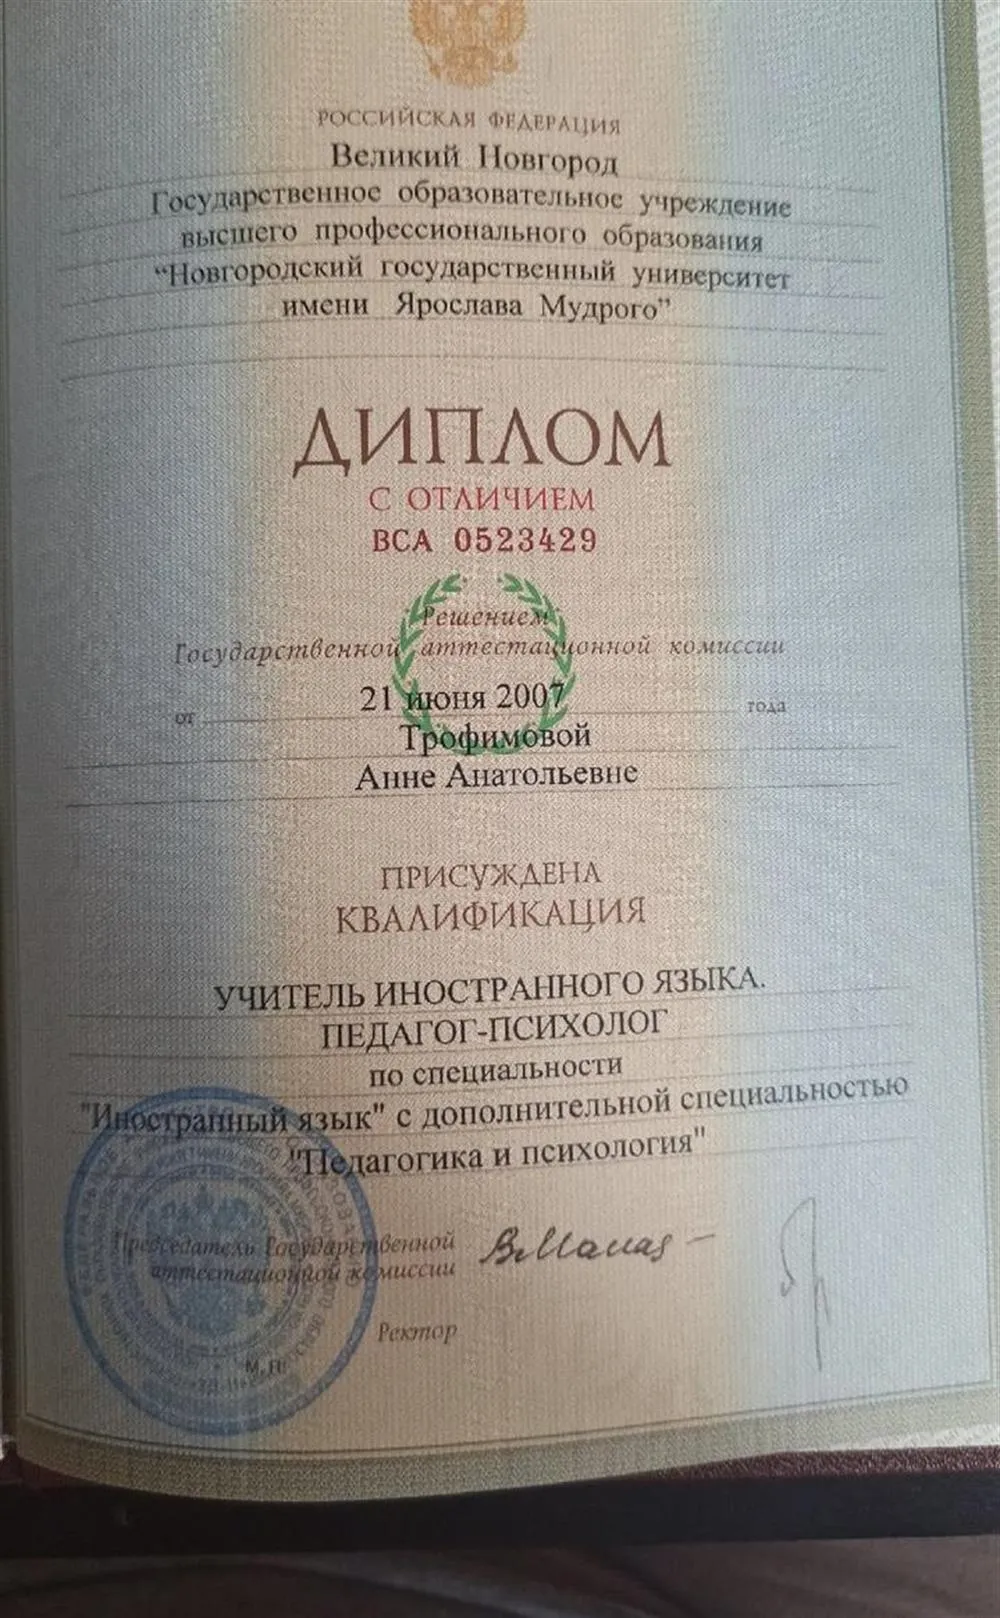 РОССИЙСКАЯ ФЕДЕРАЦИЯ
Великий Новгород
Государственное образовательное учреждение
высшего профессионального образования
“Новгородский государственный университет
имени Ярослава Мудрого”
ДИПЛОМ
С ОТЛИЧИЕМ
ВСА 0523429
Решением
Государственной аттестационной комиссии
от 21 июня 2007 года
Трофимовой
Анне Анатольевне
ПРИСУЖДЕНА
КВАЛИФИКАЦИЯ
УЧИТЕЛЬ ИНОСТРАННОГО ЯЗЫКА.
ПЕДАГОГ-ПСИХОЛОГ
по специальности
"Иностранный язык" с дополнительной специальностью
"Педагогика и психология"
Председатель Государственной
аттестационной комиссии
Ректор
М.П.